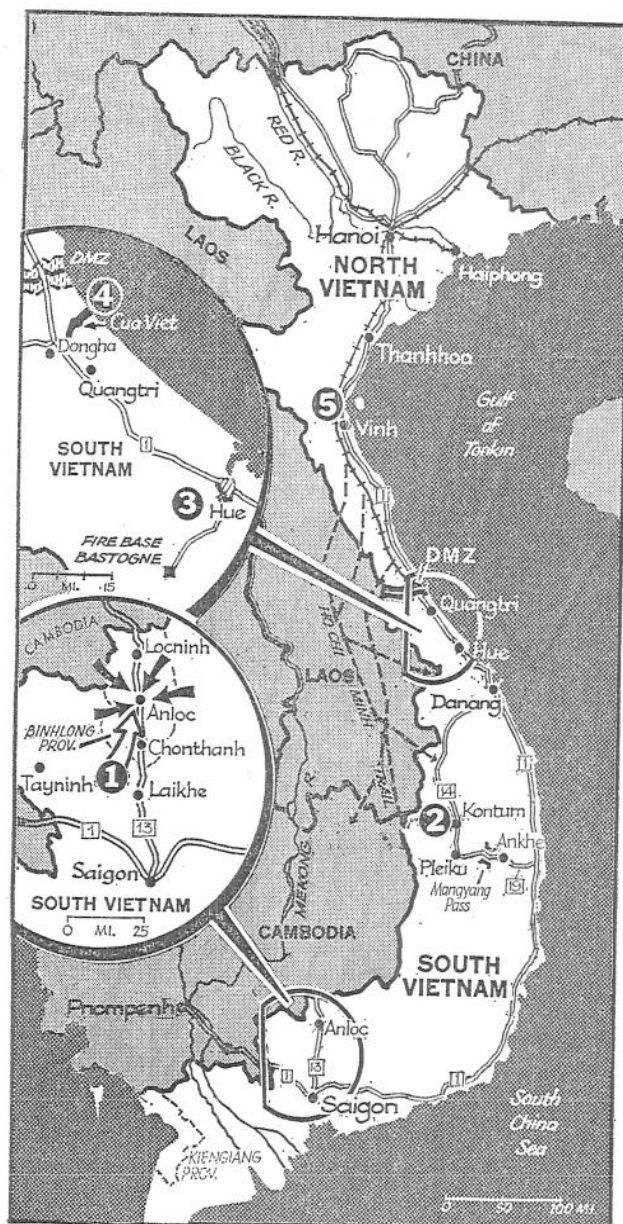 CHINA
RED R.
BLACK R.
LAOS
Hanoi
NORTH
VIETNAM
Haiphong
DMZ
4
Cua Viet
Dongha
Quangtri
Thanhhoa
5
Vinh
Gulf
of
Tonkin
SOUTH
VIETNAM
1
1
3
Hue
FIRE BASE
BASTOGNE
0 MI. 15
DMZ
Quangtri
Hue
HO CHI
MINH
TRAIL
LAOS
Danang
CAMBODIA
Locninh
Anloc
BINHLONG
PROV.
Chonthanh
1
Tayninh
Laikhe
1
13
Saigon
SOUTH VIETNAM
0 MI. 25
1
14
2
Kontum
Ankhe
Pleiku
Mangyang
Pass
19
MEKONG R.
CAMBODIA
SOUTH
VIETNAM
Pnompenh
Anloc
13
1
1
Saigon
KIENGIANG
PROV.
South
China
Sea
0 50 100 MI.